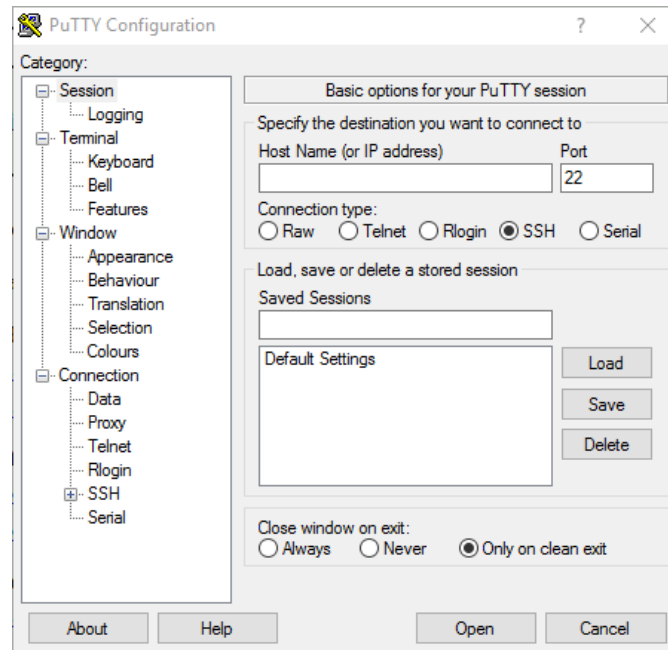 PuTTY Configuration
Category:
Session
Logging
Terminal
Keyboard
Bell
Features
Window
Appearance
Behaviour
Translation
Selection
Colours
Connection
Data
Proxy
Telnet
Rlogin
SSH
Serial
Basic options for your PuTTY session
Specify the destination you want to connect to
Host Name (or IP address) Port
22
Connection type:
Raw Telnet Rlogin SSH Serial
Load, save or delete a stored session
Saved Sessions
Default Settings
Load
Save
Delete
Close window on exit:
Always Never Only on clean exit
About Help Open Cancel